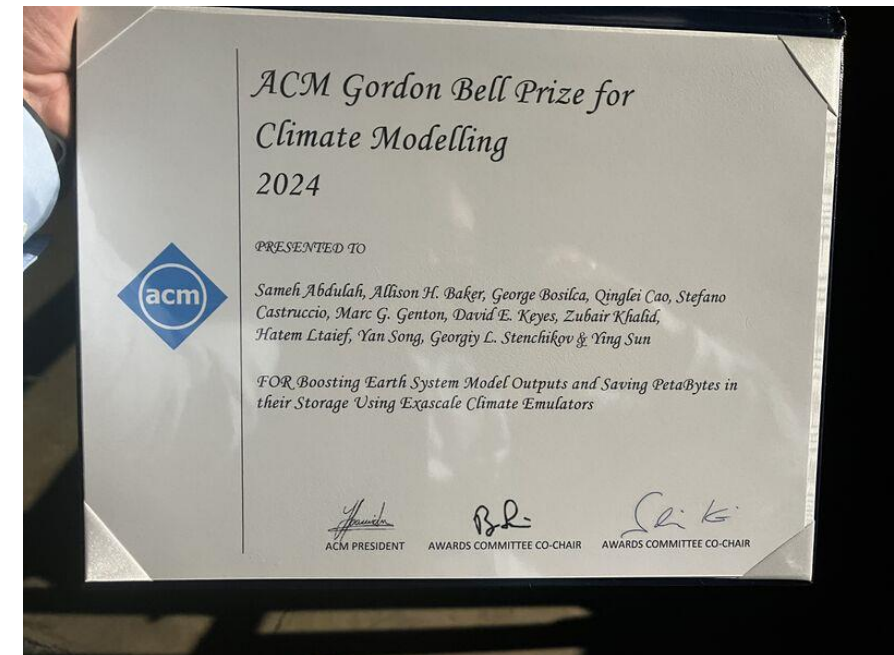 ACM Gordon Bell Prize for
Climate Modelling
2024
PRESENTED TO
acm
Sameh Abdulah, Allison H. Baker, George Bosilca, Qinglei Cao, Stefano
Castruccio, Marc G. Genton, David E. Keyes, Zubair Khalid,
Hatem Ltaief, Yan Song, Georgiy L. Stenchikov & Ying Sun
FOR Boosting Earth System Model Outputs and Saving PetaBytes in
their Storage Using Exascale Climate Emulators
ACM PRESIDENT
AWARDS COMMITTEE CO-CHAIR
AWARDS COMMITTEE CO-CHAIR